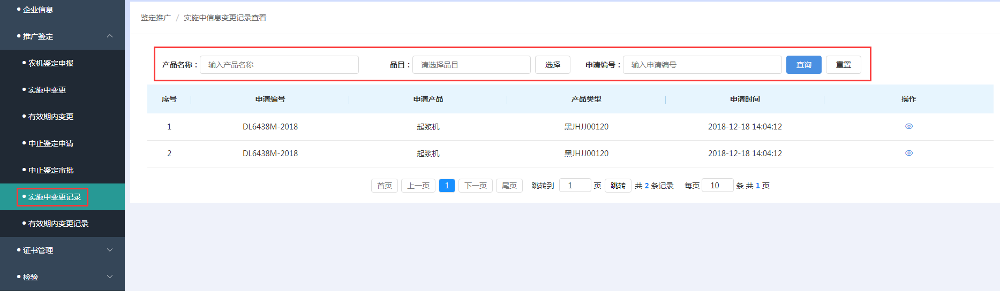 企业信息
推广鉴定
农机鉴定申报
实施中变更
有效期内变更
中止鉴定申请
中止鉴定审批
实施中变更记录
有效期内变更记录
证书管理
检验
鉴定推广 / 实施中信息变更记录查看
产品名称： 输入产品名称 品目： 请选择品目 选择 申请编号： 输入申请编号 查询 重置
序号 申请编号 申请产品 产品类型 申请时间 操作
1 DL6438M-2018 起浆机 黑JHJJ00120 2018-12-18 14:04:12
2 DL6438M-2018 起浆机 黑JHJJ00120 2018-12-18 14:04:12
首页 上一页 1 下一页 尾页 跳转到 1 页 跳转 共 2 条记录 每页 10 条 共 1 页